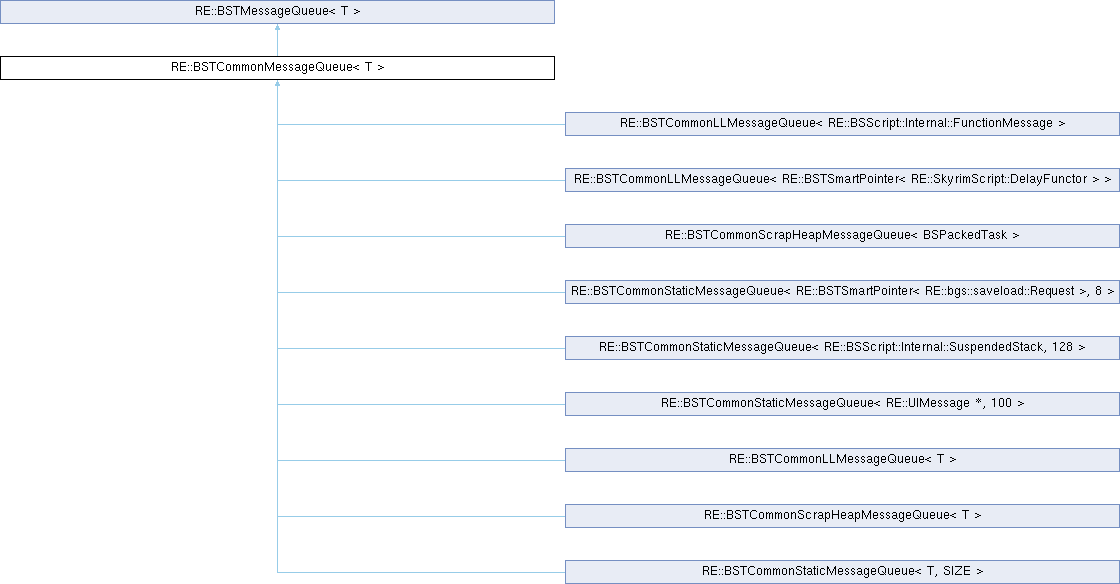 RE::BSTMessageQueue< T >
RE::BSTCommonMessageQueue< T >
RE::BSTCommonLLMessageQueue< RE::BSScript::Internal::FunctionMessage >
RE::BSTCommonLLMessageQueue< RE::BSTSmartPointer< RE::SkyrimScript::DelayFunctor > >
RE::BSTCommonScrapHeapMessageQueue< BSPackedTask >
RE::BSTCommonStaticMessageQueue< RE::BSTSmartPointer< RE::bgs::saveload::Request >, 8 >
RE::BSTCommonStaticMessageQueue< RE::BSScript::Internal::SuspendedStack, 128 >
RE::BSTCommonStaticMessageQueue< RE::UIMessage *, 100 >
RE::BSTCommonLLMessageQueue< T >
RE::BSTCommonScrapHeapMessageQueue< T >
RE::BSTCommonStaticMessageQueue< T, SIZE >